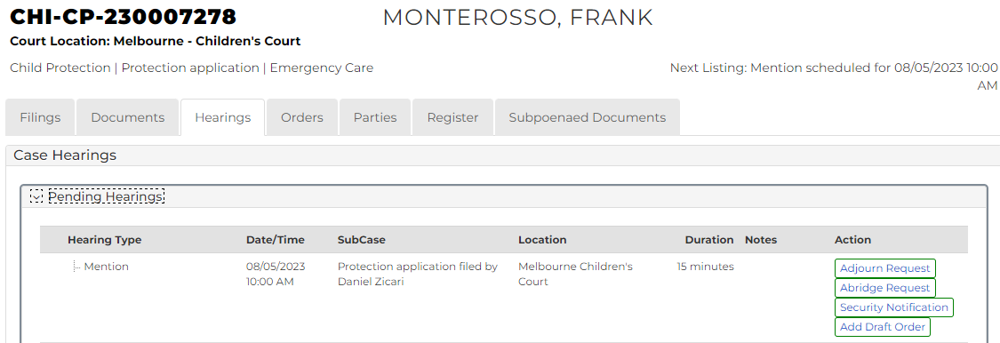 CHI-CP-230007278
MONTEROSSO, FRANK
Court Location: Melbourne - Children's Court
Child Protection | Protection application | Emergency Care
Next Listing: Mention scheduled for 08/05/2023 10:00
AM
Filings Documents Hearings Orders Parties Register Subpoenaed Documents
Case Hearings
Pending Hearings
Hearing Type Date/Time SubCase Location Duration Notes Action
Mention 08/05/2023 Protection application filed by Melbourne Children's 15 minutes Adjourn Request
10:00 AM Daniel Zicari Court
Abridge Request
Security Notification
Add Draft Order